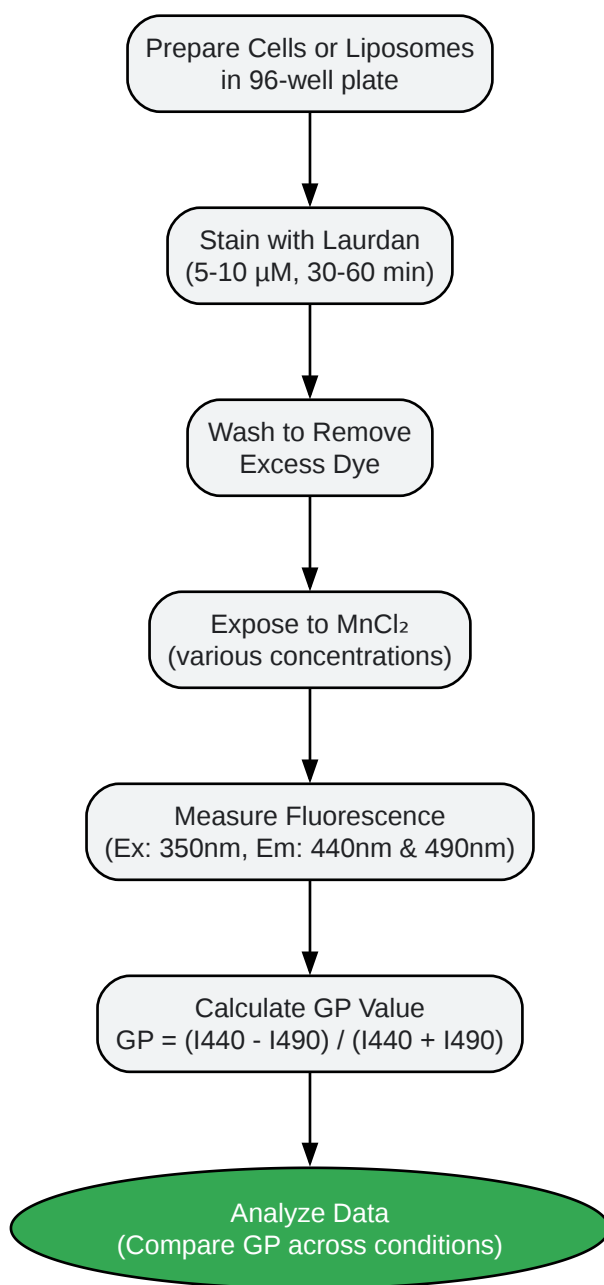 Prepare Cells or Liposomes
in 96-well plate
Stain with Laurdan
(5-10 µM, 30-60 min)
Wash to Remove
Excess Dye
Expose to MnCl₂
(various concentrations)
Measure Fluorescence
(Ex: 350nm, Em: 440nm & 490nm)
Calculate GP Value
GP = (I440 - I490) / (I440 + I490)
Analyze Data
(Compare GP across conditions)